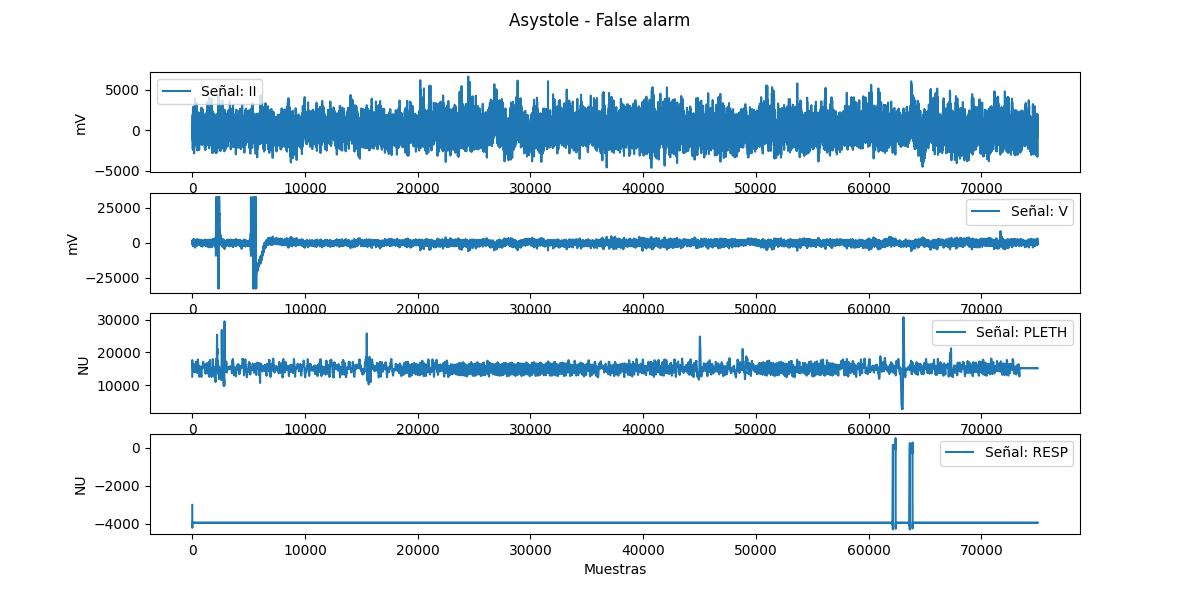 Asystole - False alarm
Señal: II
5000
0
−5000
mV
0 10000 20000 30000 40000 50000 60000 70000
Señal: V
25000
0
−25000
mV
0 10000 20000 30000 40000 50000 60000 70000
Señal: PLETH
30000
20000
10000
NU
0 10000 20000 30000 40000 50000 60000 70000
Señal: RESP
0
−2000
−4000
NU
0 10000 20000 30000 40000 50000 60000 70000
Muestras